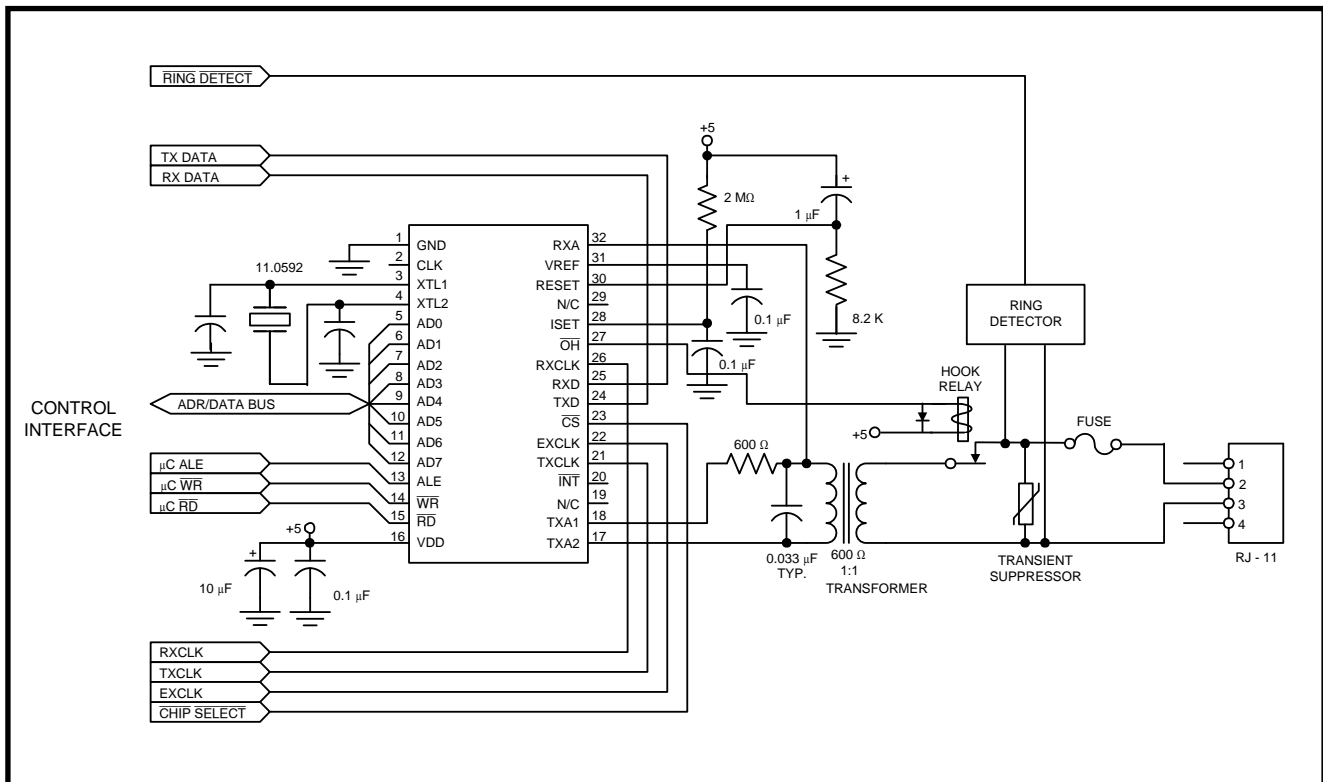 RING DETECT
TX DATA
RX DATA
CONTROL
INTERFACE
ADR/DATA BUS
µC ALE
µC WR
µC RD
RXCLK
TXCLK
EXCLK
CHIP SELECT
11.0592
+5
10 µF
0.1 µF
1 GND
2 CLK
3 XTL1
4 XTL2
5 AD0
6 AD1
7 AD2
8 AD3
9 AD4
10 AD5
11 AD6
12 AD7
13 ALE
14 WR
15 RD
16 VDD
RXA 32
VREF 31
RESET 30
N/C 29
ISET 28
OH 27
RXCLK 26
RXD 25
TXD 24
CS 23
EXCLK 22
TXCLK 21
INT 20
N/C 19
TXA1 18
TXA2 17
+5
2 MΩ
+
1 µF
8.2 K
0.1 µF
0.1 µF
RING
DETECTOR
HOOK
RELAY
+5
FUSE
600 Ω
0.033 µF
TYP.
600 Ω
1:1
TRANSFORMER
TRANSIENT
SUPPRESSOR
1
2
3
4
RJ - 11
+